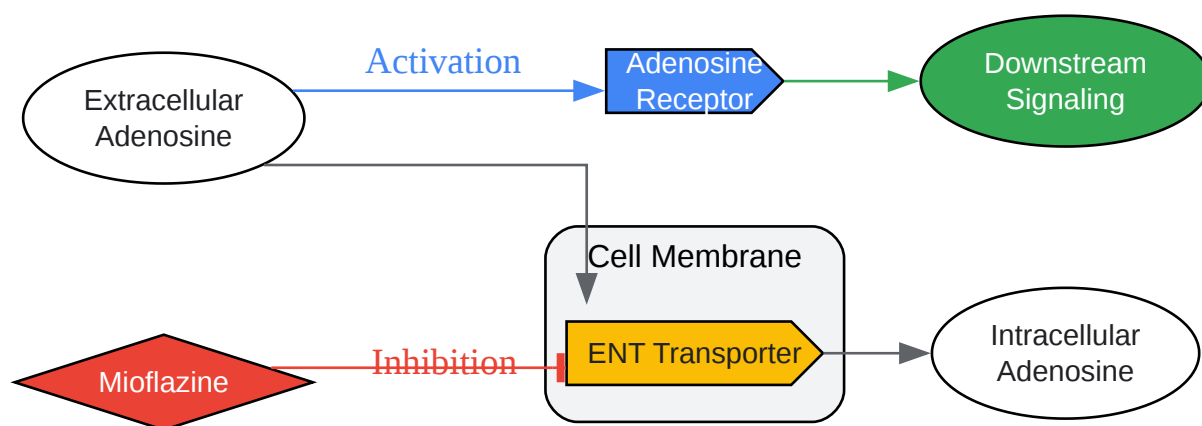 Activation
Adenosine
Receptor
Downstream
Signaling
Extracellular
Adenosine
Cell Membrane
Mioflazine
Inhibition
ENT Transporter
Intracellular
Adenosine